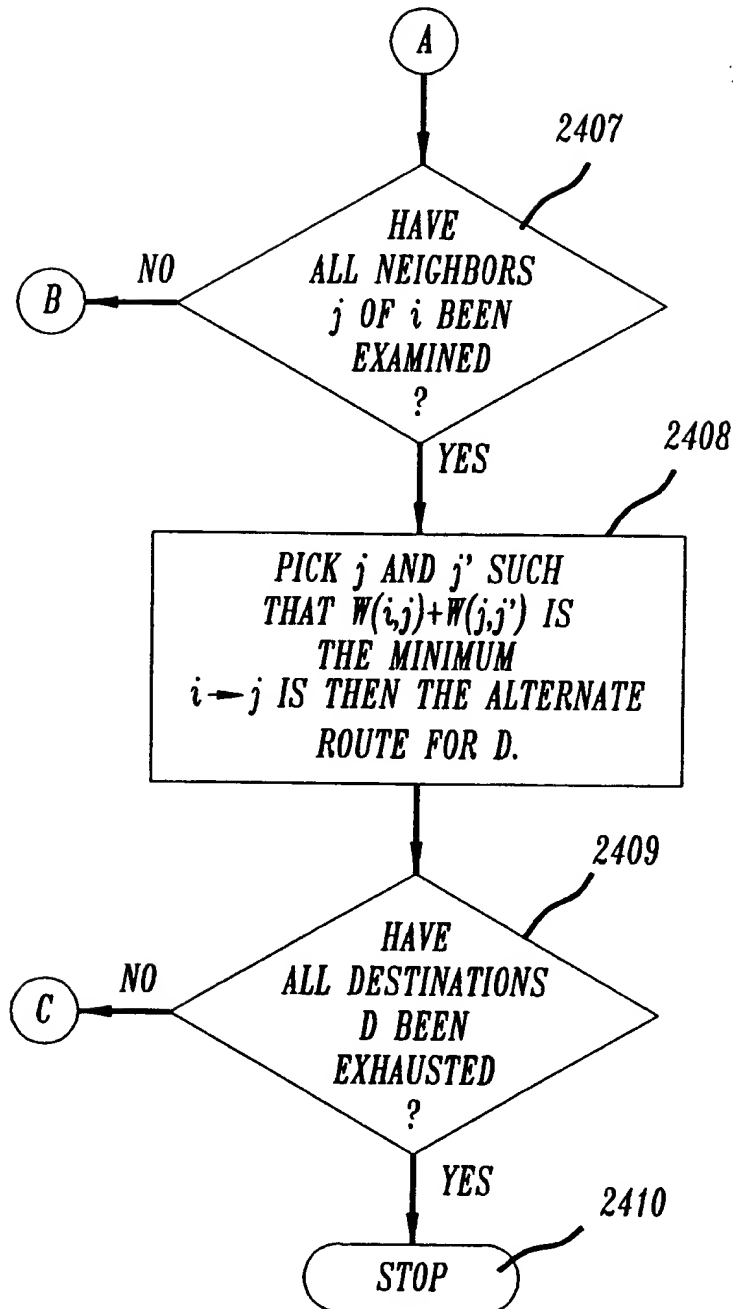 A
2407
HAVE
ALL NEIGHBORS
j OF i BEEN
EXAMINED
?
NO
B
YES
2408
PICK j AND j' SUCH
THAT W(i,j)+W(j,j') IS
THE MINIMUM
i→j IS THEN THE ALTERNATE
ROUTE FOR D.
2409
HAVE
ALL DESTINATIONS
D BEEN
EXHAUSTED
?
NO
C
YES
2410
STOP